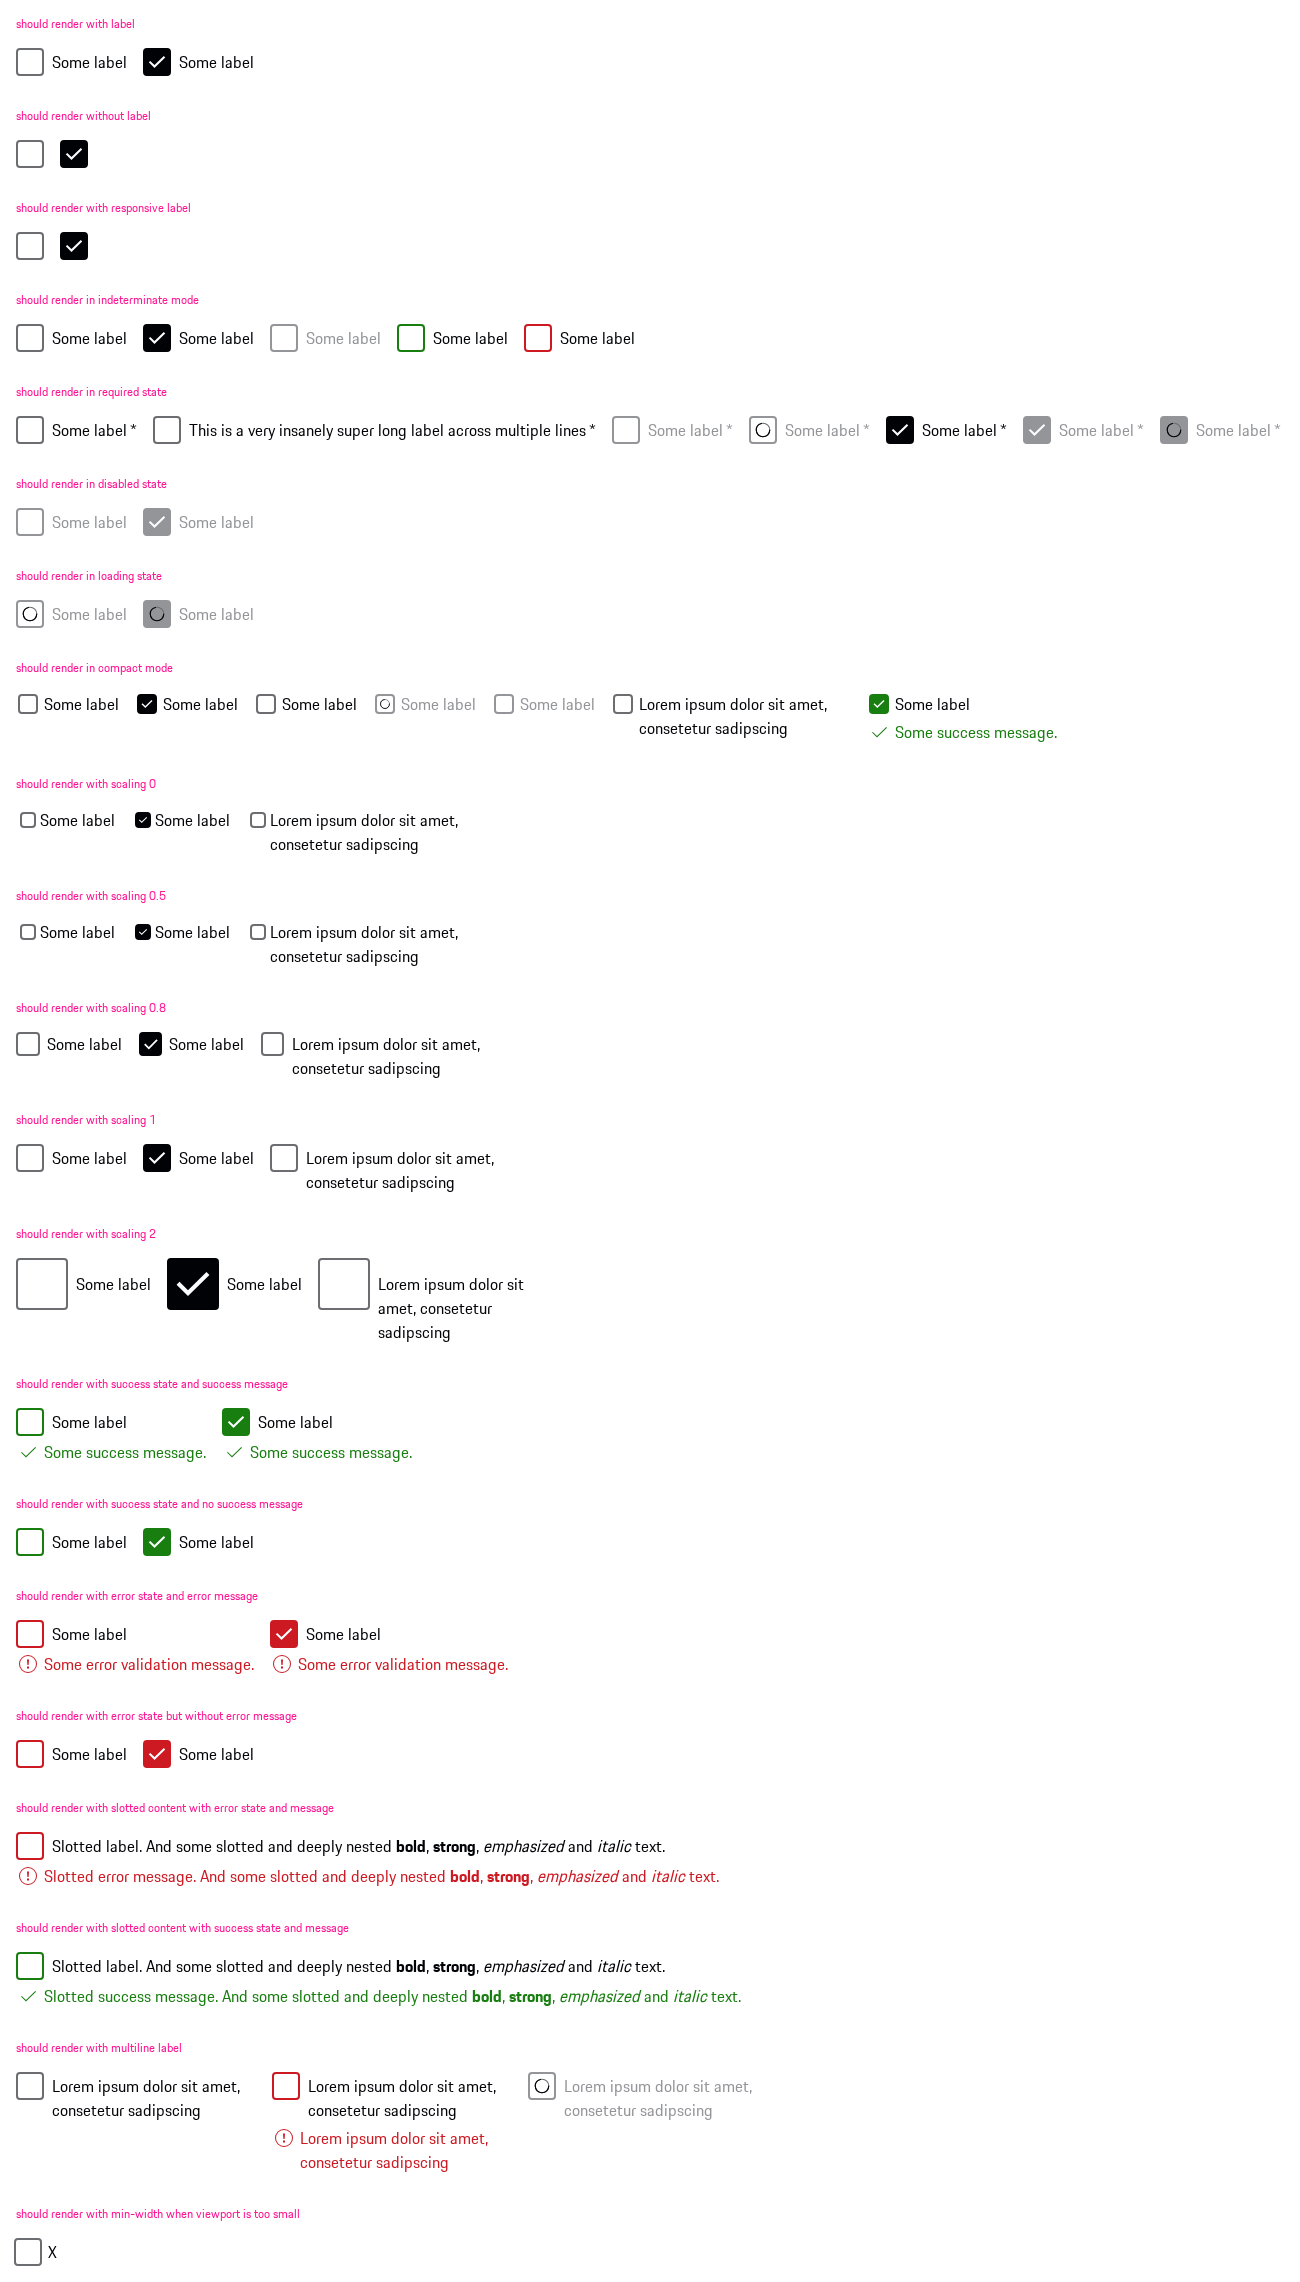 should render with label
Some label Some label
should render without label
should render with responsive label
should render in indeterminate mode
Some label Some label Some label Some label Some label
should render in required state
Some label * This is a very insanely super long label across multiple lines * Some label * Some label * Some label * Some label * Some label *
should render in disabled state
Some label Some label
should render in loading state
Some label Some label
should render in compact mode
Some label Some label Some label Some label Some label Lorem ipsum dolor sit amet, Some label
consetetur sadipscing Some success message.
should render with scaling 0
Some label Some label Lorem ipsum dolor sit amet,
consetetur sadipscing
should render with scaling 0.5
Some label Some label Lorem ipsum dolor sit amet,
consetetur sadipscing
should render with scaling 0.8
Some label Some label Lorem ipsum dolor sit amet,
consetetur sadipscing
should render with scaling 1
Some label Some label Lorem ipsum dolor sit amet,
consetetur sadipscing
should render with scaling 2
Some label Some label Lorem ipsum dolor sit
amet, consetetur
sadipscing
should render with success state and success message
Some label Some label
Some success message. Some success message.
should render with success state and no success message
Some label Some label
should render with error state and error message
Some label Some label
Some error validation message. Some error validation message.
should render with error state but without error message
Some label Some label
should render with slotted content with error state and message
Slotted label. And some slotted and deeply nested bold, strong, emphasized and italic text.
Slotted error message. And some slotted and deeply nested bold, strong, emphasized and italic text.
should render with slotted content with success state and message
Slotted label. And some slotted and deeply nested bold, strong, emphasized and italic text.
Slotted success message. And some slotted and deeply nested bold, strong, emphasized and italic text.
should render with multiline label
Lorem ipsum dolor sit amet, Lorem ipsum dolor sit amet, Lorem ipsum dolor sit amet,
consetetur sadipscing consetetur sadipscing consetetur sadipscing
Lorem ipsum dolor sit amet,
consetetur sadipscing
should render with min-width when viewport is too small
X